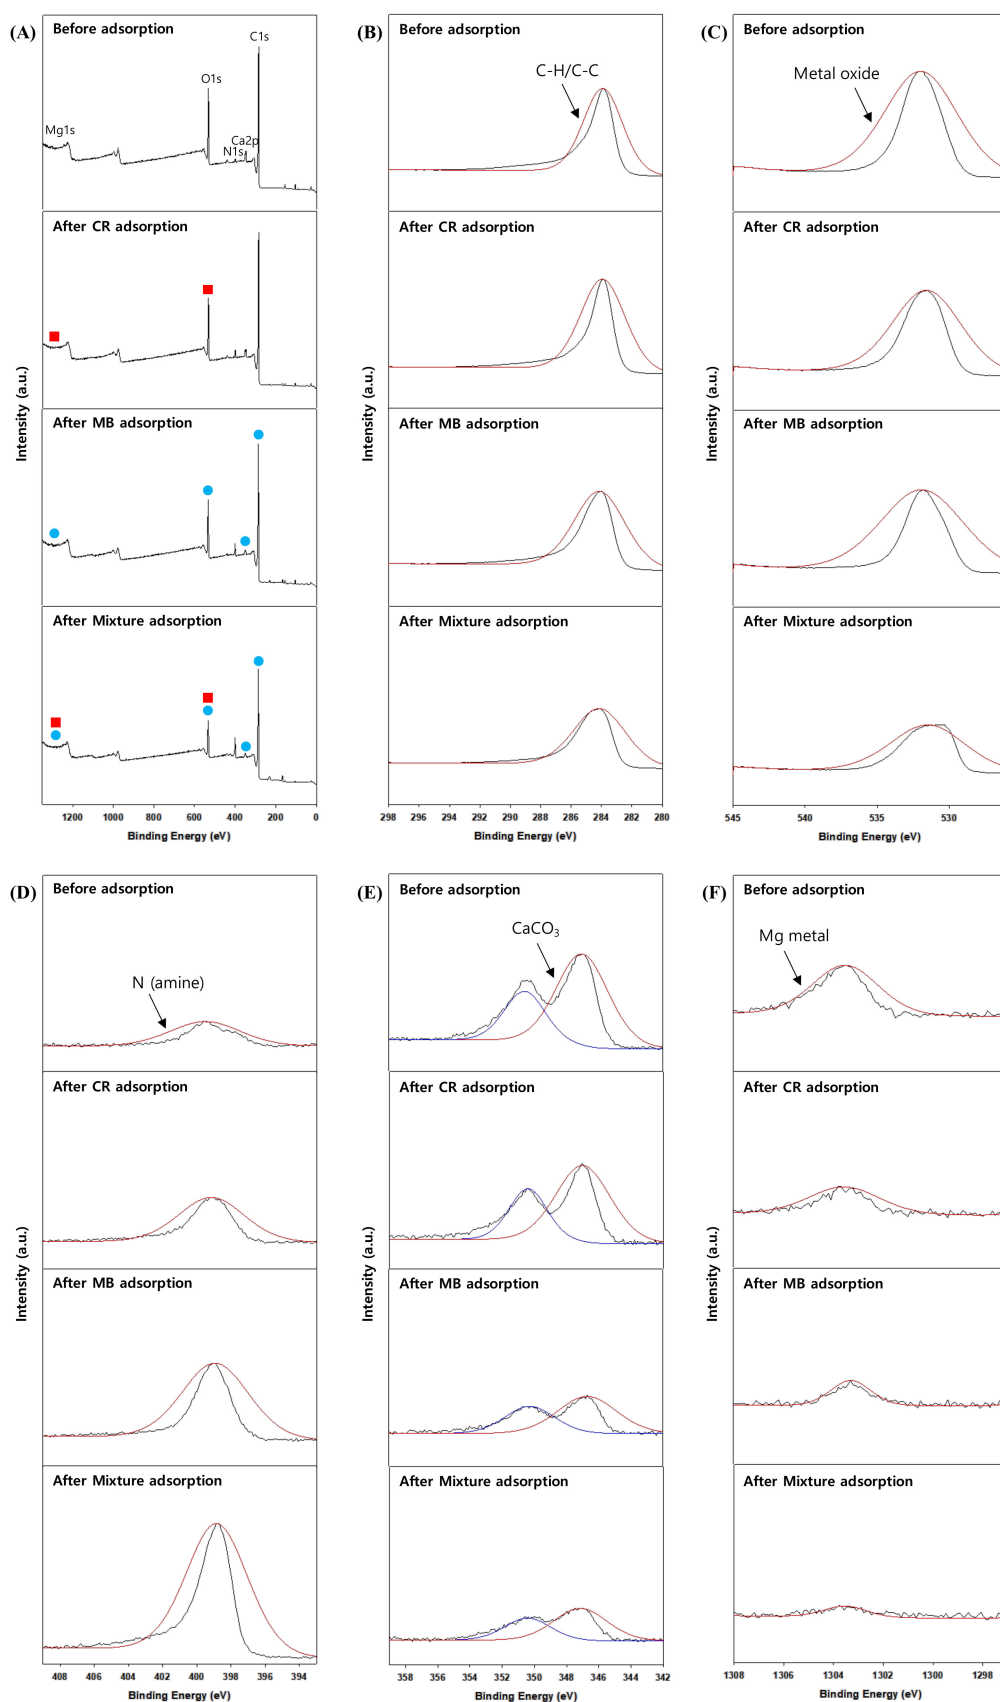 (A)
Before adsorption
C1s
O1s
Mg1s
Ca2p
N1s
After CR adsorption
After MB adsorption
After Mixture adsorption
Intensity (a.u.)
1200 1000 800 600 400 200 0
Binding Energy (eV)
(B)
Before adsorption
C-H/C-C
After CR adsorption
After MB adsorption
After Mixture adsorption
Intensity (a.u.)
298 296 294 292 290 288 286 284 282 280
Binding Energy (eV)
(C)
Before adsorption
Metal oxide
After CR adsorption
After MB adsorption
After Mixture adsorption
Intensity (a.u.)
545 540 535 530
Binding Energy (eV)
(D)
Before adsorption
N (amine)
After CR adsorption
After MB adsorption
After Mixture adsorption
Intensity (a.u.)
408 406 404 402 400 398 396 394
Binding Energy (eV)
(E)
Before adsorption
CaCO₃
After CR adsorption
After MB adsorption
After Mixture adsorption
Intensity (a.u.)
359 358 354 352 350 348 346 344 342
Binding Energy (eV)
(F)
Before adsorption
Mg metal
After CR adsorption
After MB adsorption
After Mixture adsorption
Intensity (a.u.)
1308 1306 1304 1302 1300 1298
Binding Energy (eV)